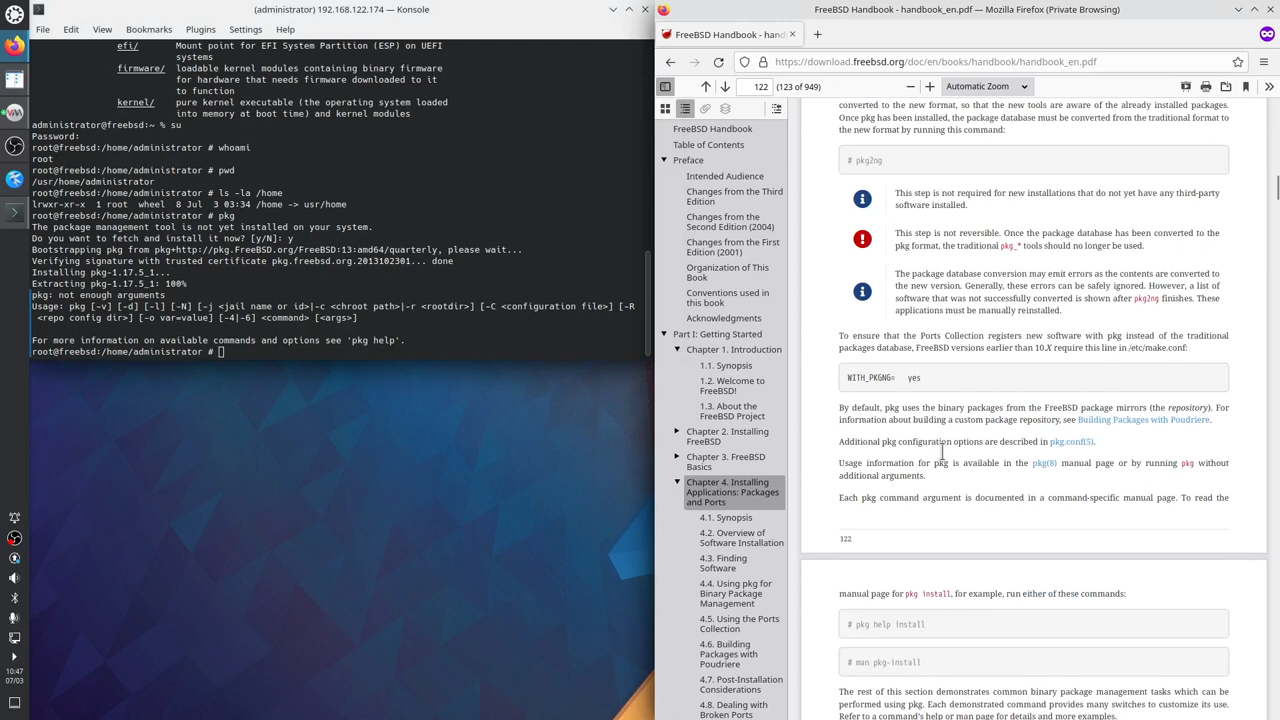 (administrator) 192.168.122.174 — Konsole
File Edit View Bookmarks Plugins Settings Help
efi/ Mount point for EFI System Partition (ESP) on UEFI
systems
firmware/ loadable kernel modules containing binary firmware
for hardware that needs firmware downloaded to it
to function
kernel/ pure kernel executable (the operating system loaded
into memory at boot time) and kernel modules
administrator@freebsd:~ % su
Password:
root@freebsd:/home/administrator # whoami
root
root@freebsd:/home/administrator # pwd
/usr/home/administrator
root@freebsd:/home/administrator # ls -la /home
lrwxr-xr-x 1 root wheel 8 Jul 3 03:34 /home -> usr/home
root@freebsd:/home/administrator # pkg
The package management tool is not yet installed on your system.
Do you want to fetch and install it now? [y/N]: y
Bootstrapping pkg from pkg+http://pkg.FreeBSD.org/FreeBSD:13:amd64/quarterly, please wait...
Verifying signature with trusted certificate pkg.freebsd.org.2013102301... done
Installing pkg-1.17.5_1...
Extracting pkg-1.17.5_1: 100%
pkg: not enough arguments
Usage: pkg [-v] [-d] [-l] [-N] [-j <jail name or id>|-c <chroot path>|-r <rootdir>] [-C <configuration file>] [-R
<repo config dir>] [-o var=value] [-4|-6] <command> [<args>]
For more information on available commands and options see 'pkg help'.
root@freebsd:/home/administrator #
10:47
07/03
FreeBSD Handbook - handbook_en.pdf — Mozilla Firefox (Private Browsing)
FreeBSD Handbook - hand
https://download.freebsd.org/doc/en/books/handbook/handbook_en.pdf
122 (123 of 949) Automatic Zoom
FreeBSD Handbook
Table of Contents
Preface
Intended Audience
Changes from the Third
Edition
Changes from the
Second Edition (2004)
Changes from the First
Edition (2001)
Organization of This
Book
Conventions used in
this book
Acknowledgments
Part I: Getting Started
Chapter 1. Introduction
1.1. Synopsis
1.2. Welcome to
FreeBSD!
1.3. About the
FreeBSD Project
Chapter 2. Installing
FreeBSD
Chapter 3. FreeBSD
Basics
Chapter 4. Installing
Applications: Packages
and Ports
4.1. Synopsis
4.2. Overview of
Software Installation
4.3. Finding
Software
4.4. Using pkg for
Binary Package
Management
4.5. Using the Ports
Collection
4.6. Building
Packages with
Poudriere
4.7. Post-Installation
Considerations
4.8. Dealing with
Broken Ports
converted to the new format, so that the new tools are aware of the already installed packages.
Once pkg has been installed, the package database must be converted from the traditional format to
the new format by running this command:
# pkg2ng
This step is not required for new installations that do not yet have any third-party
software installed.
This step is not reversible. Once the package database has been converted to the
pkg format, the traditional pkg_* tools should no longer be used.
The package database conversion may emit errors as the contents are converted to
the new version. Generally, these errors can be safely ignored. However, a list of
software that was not successfully converted is shown after pkg2ng finishes. These
applications must be manually reinstalled.
To ensure that the Ports Collection registers new software with pkg instead of the traditional
packages database, FreeBSD versions earlier than 10.X require this line in /etc/make.conf:
WITH_PKGNG= yes
By default, pkg uses the binary packages from the FreeBSD package mirrors (the repository). For
information about building a custom package repository, see Building Packages with Poudriere.
Additional pkg configuration options are described in pkg.conf(5).
Usage information for pkg is available in the pkg(8) manual page or by running pkg without
additional arguments.
Each pkg command argument is documented in a command-specific manual page. To read the
122
manual page for pkg install, for example, run either of these commands:
# pkg help install
# man pkg-install
The rest of this section demonstrates common binary package management tasks which can be
performed using pkg. Each demonstrated command provides many switches to customize its use.
Refer to a command's help or man page for details and more examples.